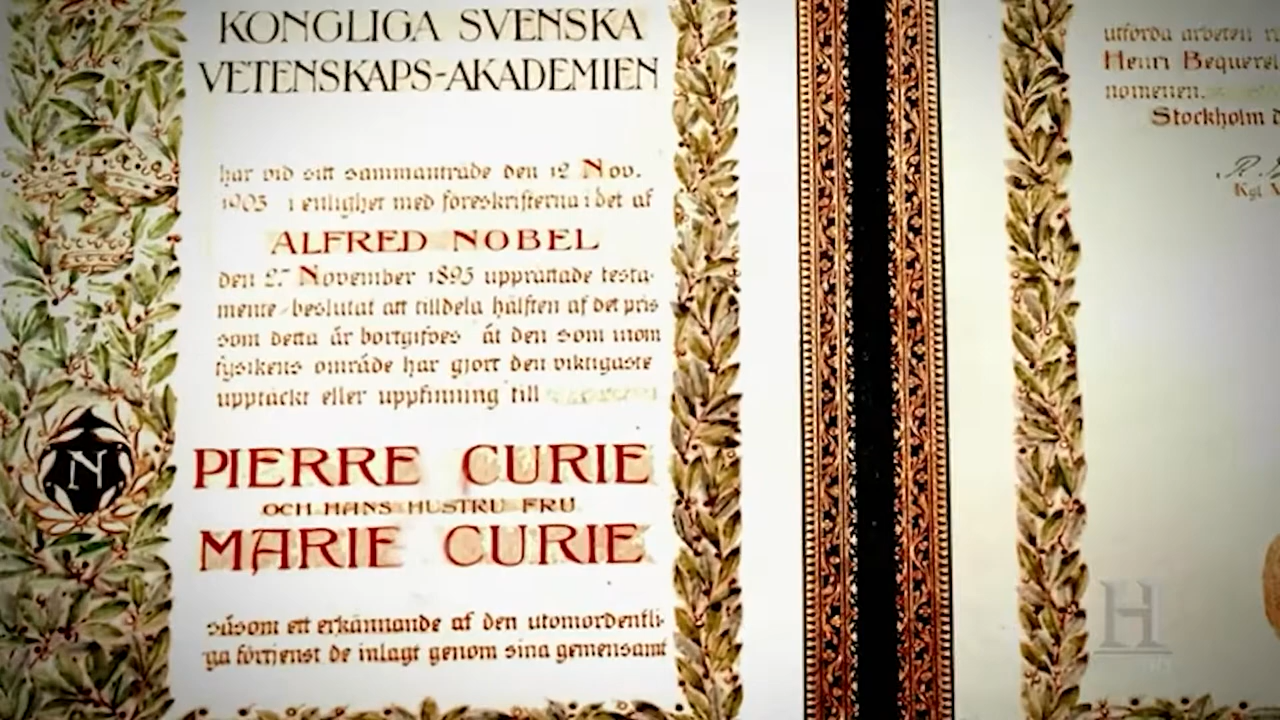 KONGLIGA SVENSKA
VETENSKAPS-AKADEMIEN
har vid sitt sammanträde den 12 Nov.
1903 i enlighet med föreskrifterna i det af
ALFRED NOBEL
den 27 November 1895 upprättade testa-
mente beslutat att tilldela hälften af det pris
som detta år bortgifves åt den som inom
fysikens område har gjort den viktigaste
upptäckt eller uppfinning till
PIERRE CURIE
OCH HANS HUSTRU FRU
MARIE CURIE
såsom ett erkännande af den utomordentli-
ga förtjenst de inlagt genom sina gemensamt
N
utförda arbeten
Henri Bequerel
nomenen.
Stockholm d
Kgl. V
H